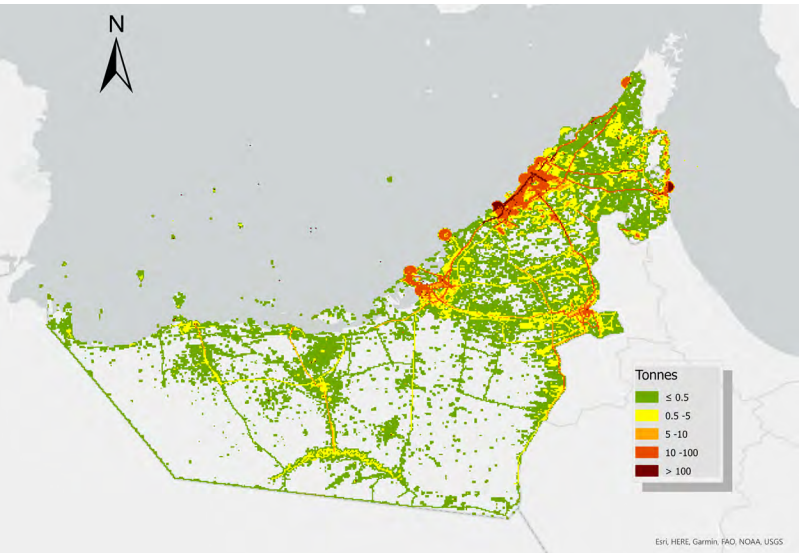 N
Tonnes
≤ 0.5
0.5 -5
5 -10
10 -100
> 100
Esri, HERE, Garmin, FAO, NOAA, USGS